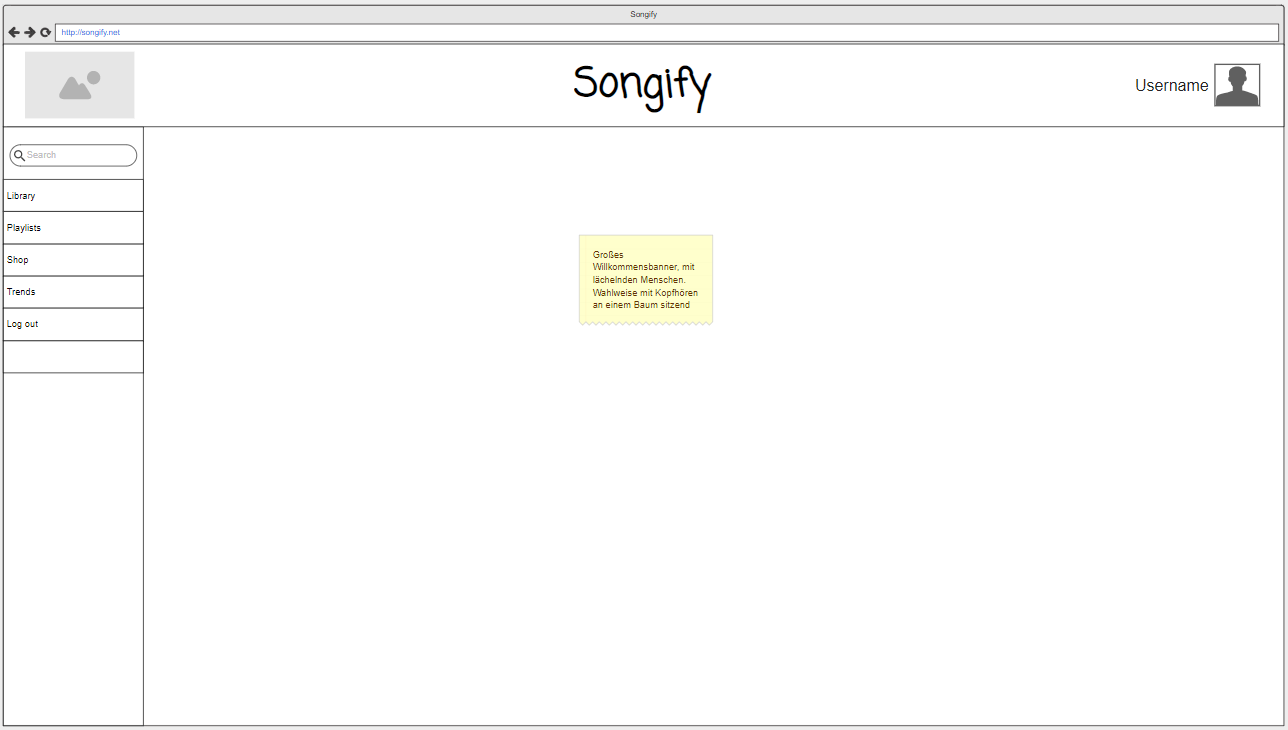 Songify
http://songify.net
Songify
Username
Search
Library
Playlists
Shop
Trends
Log out
Großes
Willkommensbanner, mit
lächelnden Menschen.
Wahlweise mit Kopfhören
an einem Baum sitzend